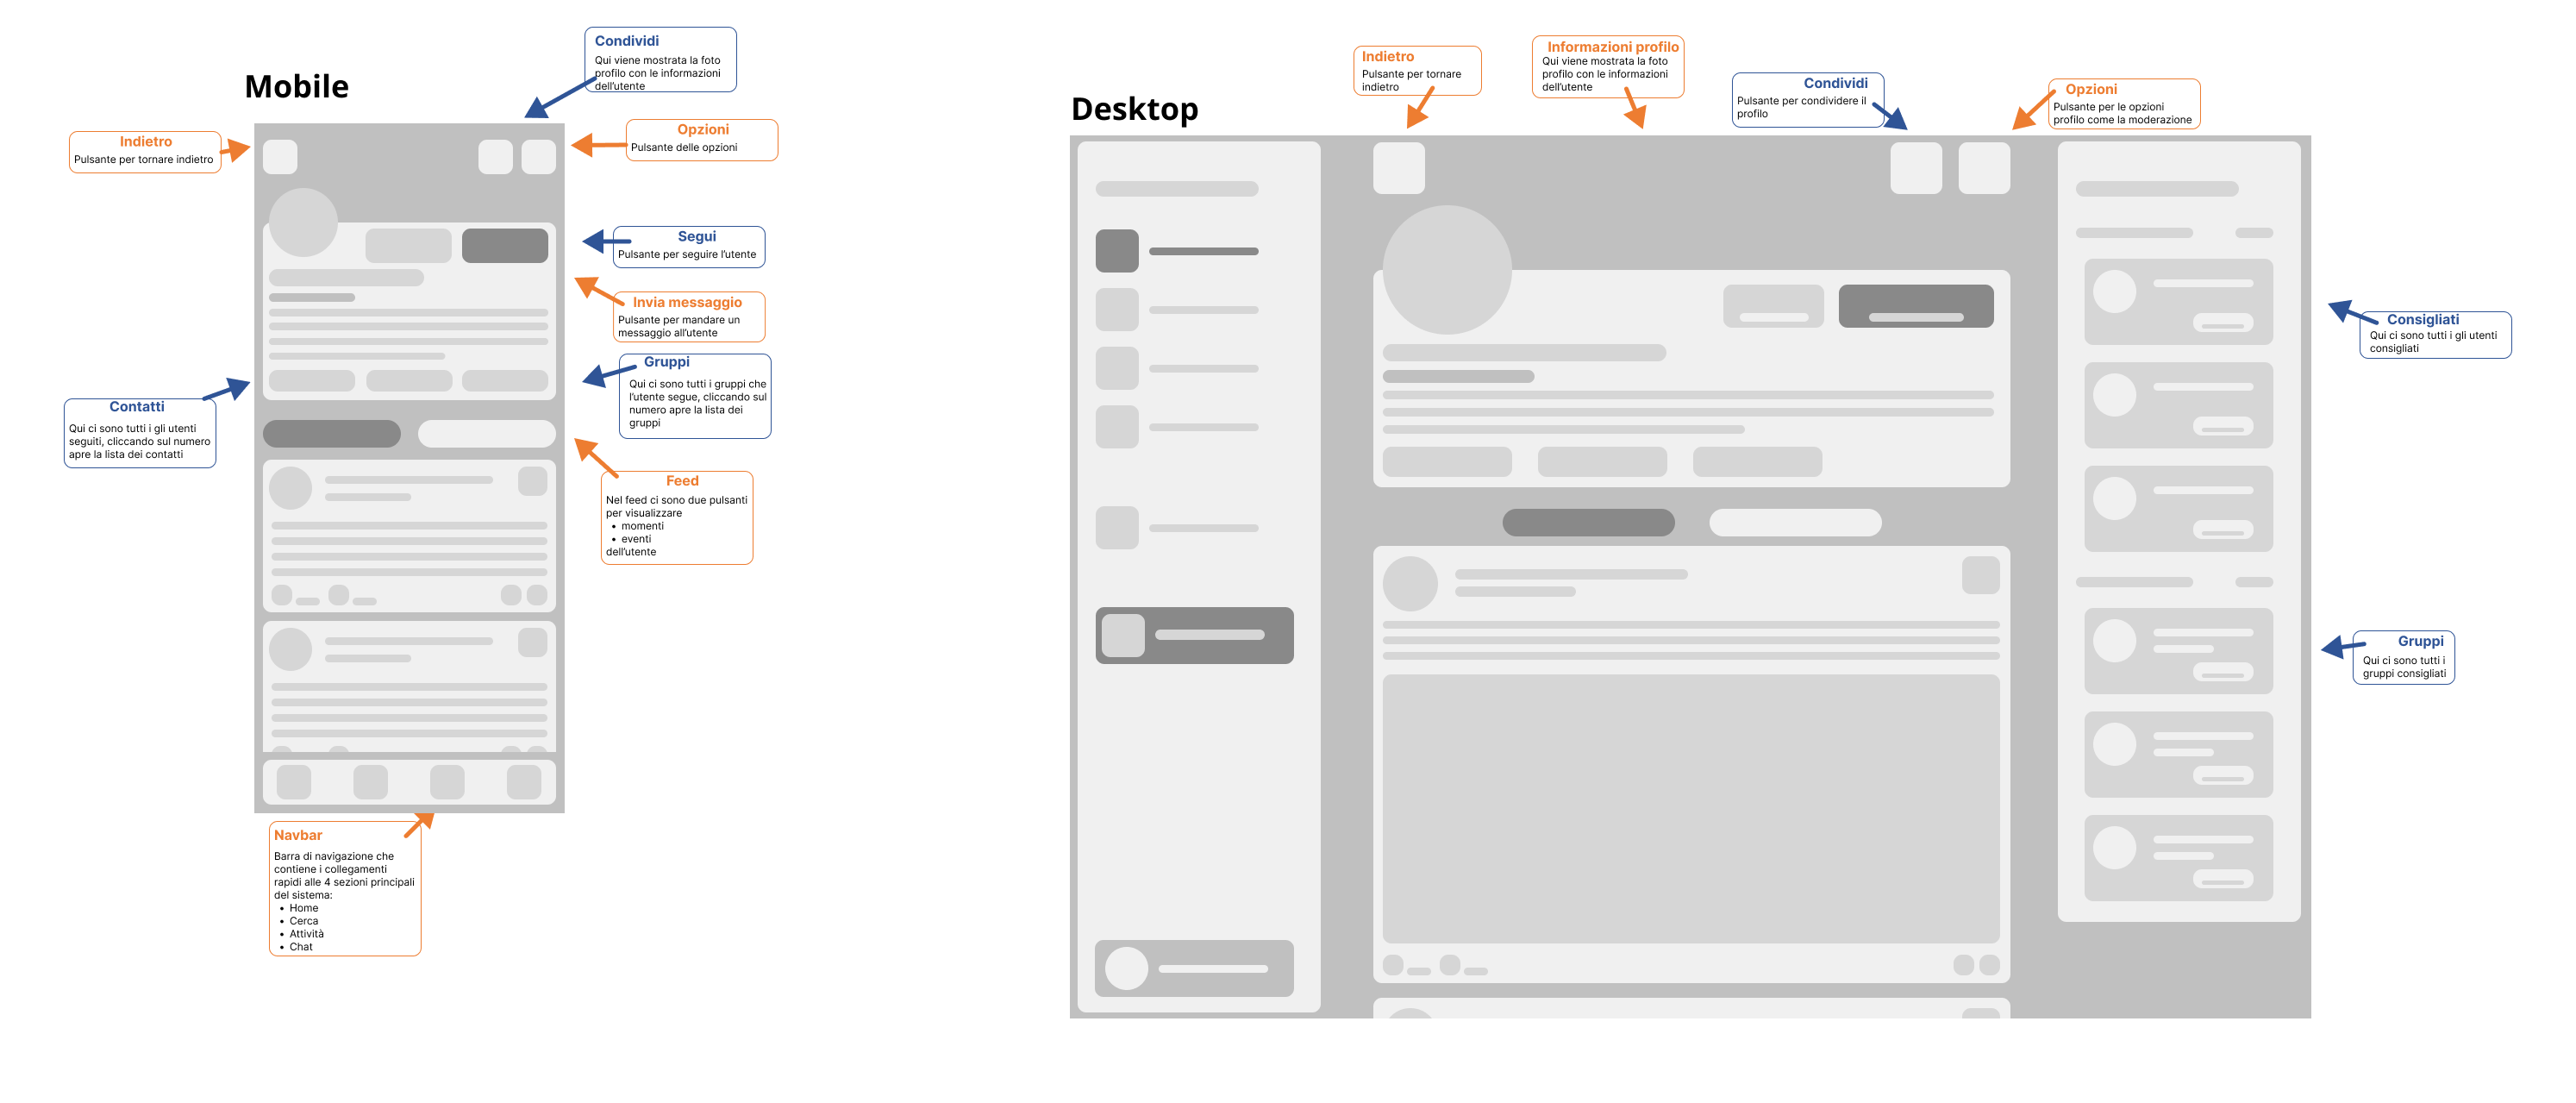 Mobile
Condividi
Qui viene mostrata la foto
profilo con le informazioni
dell'utente
Indietro
Pulsante per tornare indietro
Opzioni
Pulsante delle opzioni
Segui
Pulsante per seguire l'utente
Invia messaggio
Pulsante per mandare un
messaggio all'utente
Gruppi
Qui ci sono tutti i gruppi che
l'utente segue, cliccando sul
numero apre la lista dei
gruppi
Contatti
Qui ci sono tutti i gli utenti
seguiti, cliccando sul numero
apre la lista dei contatti
Feed
Nel feed ci sono due pulsanti
per visualizzare
• momenti
• eventi
dell'utente
Navbar
Barra di navigazione che
contiene i collegamenti
rapidi alle 4 sezioni principali
del sistema:
• Home
• Cerca
• Attività
• Chat
Desktop
Indietro
Pulsante per tornare
indietro
Informazioni profilo
Qui viene mostrata la foto
profilo con le informazioni
dell'utente
Condividi
Pulsante per condividere il
profilo
Opzioni
Pulsante per le opzioni
profilo come la moderazione
Consigliati
Qui ci sono tutti i gli utenti
consigliati
Gruppi
Qui ci sono tutti i
gruppi consigliati